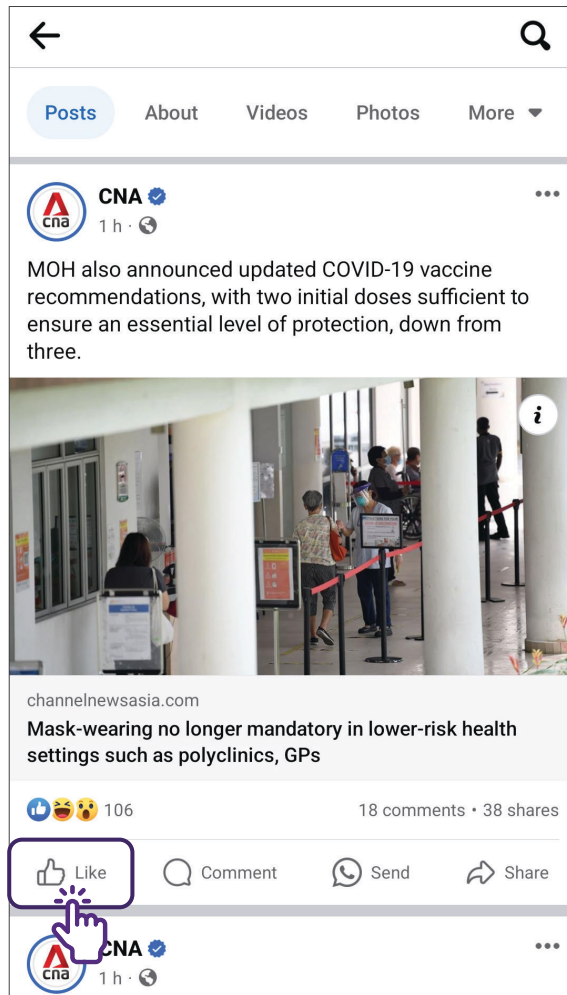 Posts About Videos Photos More
cna
CNA
1 h ·
MOH also announced updated COVID-19 vaccine
recommendations, with two initial doses sufficient to
ensure an essential level of protection, down from
three.
i
channelnewsasia.com
Mask-wearing no longer mandatory in lower-risk health
settings such as polyclinics, GPs
106 18 comments • 38 shares
Like Comment Send Share
cna
CNA
1 h ·